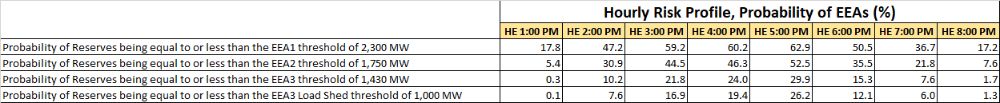 Hourly Risk Profile, Probability of EEAs (%)
HE 1:00 PM HE 2:00 PM HE 3:00 PM HE 4:00 PM HE 5:00 PM HE 6:00 PM HE 7:00 PM HE 8:00 PM
Probability of Reserves being equal to or less than the EEA1 threshold of 2,300 MW 17.8 47.2 59.2 60.2 62.9 50.5 36.7 17.2
Probability of Reserves being equal to or less than the EEA2 threshold of 1,750 MW 5.4 30.9 44.5 46.3 52.5 35.5 21.8 7.6
Probability of Reserves being equal to or less than the EEA3 threshold of 1,430 MW 0.3 10.2 21.8 24.0 29.9 15.3 7.6 1.7
Probability of Reserves being equal to or less than the EEA3 Load Shed threshold of 1,000 MW 0.1 7.6 16.9 19.4 26.2 12.1 6.0 1.3